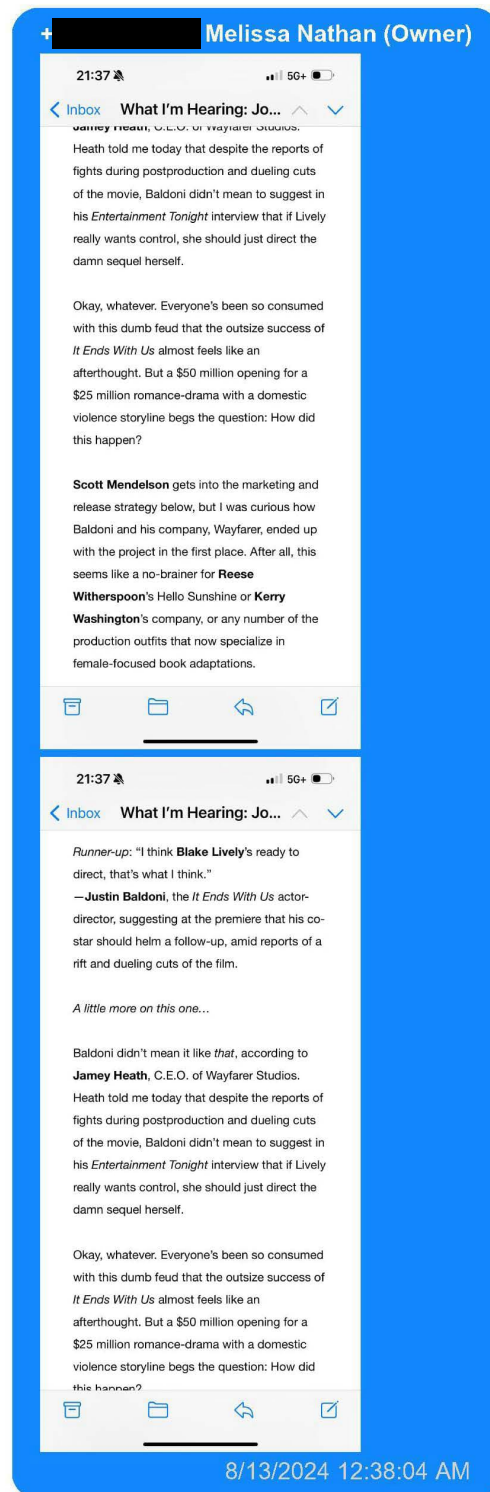 + Melissa Nathan (Owner)
21:37 5G+
Inbox What I'm Hearing: Jo...
Jamey Heath, C.E.O. of Wayfarer Studios.
Heath told me today that despite the reports of
fights during postproduction and dueling cuts
of the movie, Baldoni didn't mean to suggest in
his Entertainment Tonight interview that if Lively
really wants control, she should just direct the
damn sequel herself.
Okay, whatever. Everyone's been so consumed
with this dumb feud that the outsize success of
It Ends With Us almost feels like an
afterthought. But a $50 million opening for a
$25 million romance-drama with a domestic
violence storyline begs the question: How did
this happen?
Scott Mendelson gets into the marketing and
release strategy below, but I was curious how
Baldoni and his company, Wayfarer, ended up
with the project in the first place. After all, this
seems like a no-brainer for Reese
Witherspoon's Hello Sunshine or Kerry
Washington's company, or any number of the
production outfits that now specialize in
female-focused book adaptations.
21:37 5G+
Inbox What I'm Hearing: Jo...
Runner-up: "I think Blake Lively's ready to
direct, that's what I think."
—Justin Baldoni, the It Ends With Us actor-
director, suggesting at the premiere that his co-
star should helm a follow-up, amid reports of a
rift and dueling cuts of the film.
A little more on this one...
Baldoni didn't mean it like that, according to
Jamey Heath, C.E.O. of Wayfarer Studios.
Heath told me today that despite the reports of
fights during postproduction and dueling cuts
of the movie, Baldoni didn't mean to suggest in
his Entertainment Tonight interview that if Lively
really wants control, she should just direct the
damn sequel herself.
Okay, whatever. Everyone's been so consumed
with this dumb feud that the outsize success of
It Ends With Us almost feels like an
afterthought. But a $50 million opening for a
$25 million romance-drama with a domestic
violence storyline begs the question: How did
this happen?
8/13/2024 12:38:04 AM